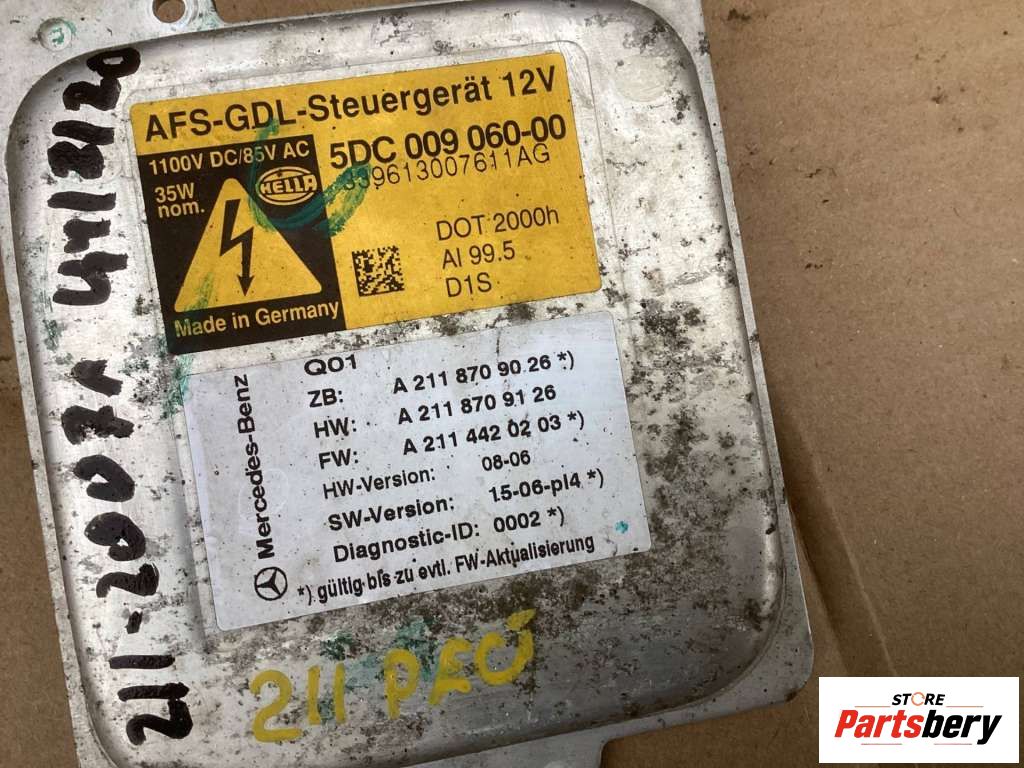 AFS-GDL-Steuergerät 12V
1100V DC/85V AC
35W
nom.
HELLA
5DC 009 060-00
339613007611AG
DOT 2000h
AI 99.5
D1S
Made in Germany
Mercedes-Benz
Q01
ZB: A 211 870 90 26 *)
HW: A 211 870 91 26
FW: A 211 442 02 03 *)
HW-Version: 08-06
SW-Version: 15-06-pl4 *)
Diagnostic-ID: 0002 *)
*) gültig bis zu evtl. FW-Aktualisierung
211-2007r
211
STORE
Partsbery